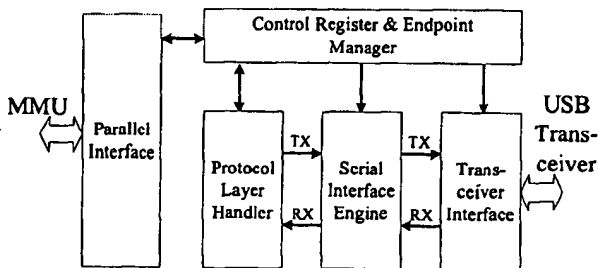 Control Register & Endpoint
Manager
MMU
Parallel
Interface
Protocol
Layer
Handler
TX
RX
Serial
Interface
Engine
TX
RX
Trans-
ceiver
Interface
USB
Trans-
ceiver